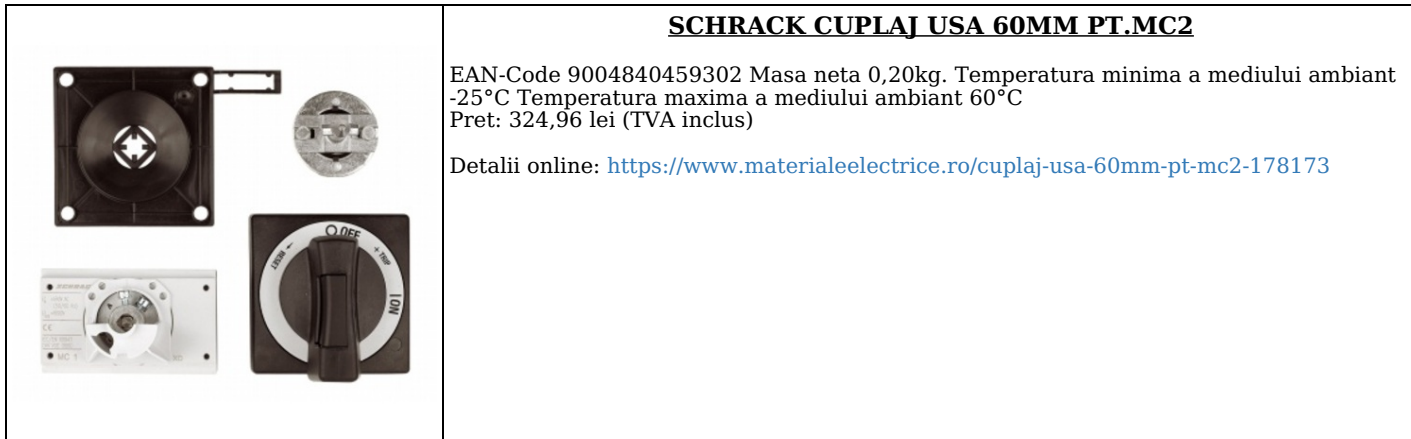 SCHRACK CUPLAJ USA 60MM PT.MC2
EAN-Code 9004840459302 Masa neta 0,20kg. Temperatura minima a mediului ambiant
-25°C Temperatura maxima a mediului ambiant 60°C
Pret: 324,96 lei (TVA inclus)
Detalii online: https://www.materialeelectrice.ro/cuplaj-usa-60mm-pt-mc2-178173
OFF
+ TRIP
RESET
ON
SCHRACK
MC 1